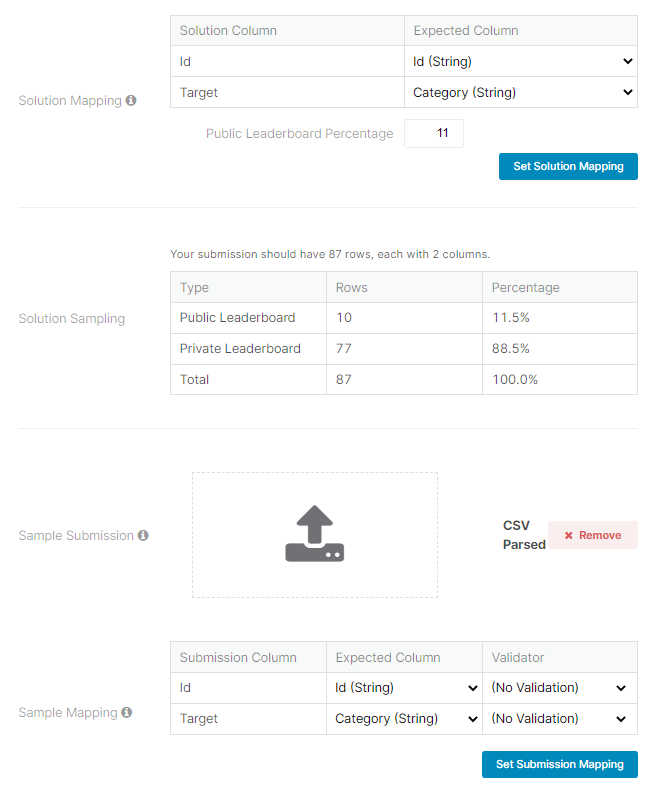 Solution Column Expected Column
Id Id (String)
Solution Mapping
Target Category (String)
Public Leaderboard Percentage 11
Set Solution Mapping
Your submission should have 87 rows, each with 2 columns.
Type Rows Percentage
Solution Sampling
Public Leaderboard 10 11.5%
Private Leaderboard 77 88.5%
Total 87 100.0%
Sample Submission
CSV
Parsed
Remove
Submission Column Expected Column Validator
Id Id (String) (No Validation)
Sample Mapping
Target Category (String) (No Validation)
Set Submission Mapping